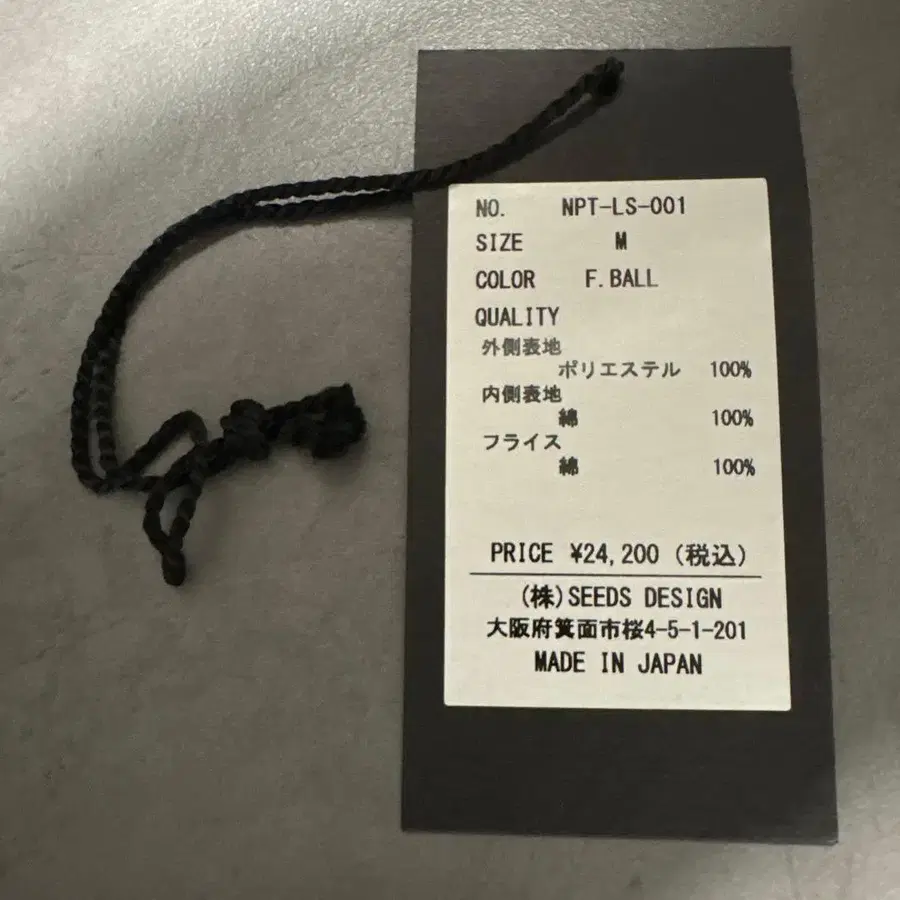 NO. NPT-LS-001
SIZE M
COLOR F.BALL
QUALITY
外側表地
ポリエステル 100%
内側表地
綿 100%
フライス
綿 100%
PRICE ¥24,200 (税込)
(株)SEEDS DESIGN
大阪府箕面市桜4-5-1-201
MADE IN JAPAN